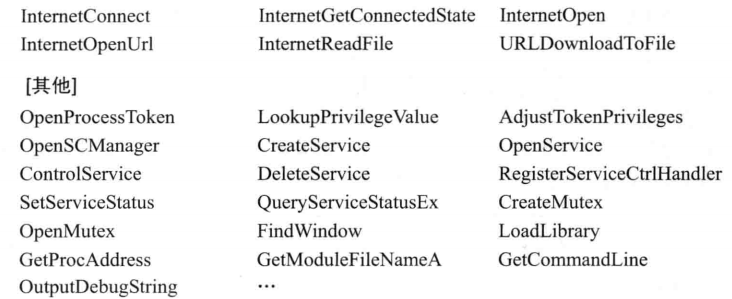 InternetConnect InternetGetConnectedState InternetOpen
InternetOpenUrl InternetReadFile URLDownloadToFile
[其他]
OpenProcessToken LookupPrivilegeValue AdjustTokenPrivileges
OpenSCManager CreateService OpenService
ControlService DeleteService RegisterServiceCtrlHandler
SetServiceStatus QueryServiceStatusEx CreateMutex
OpenMutex FindWindow LoadLibrary
GetProcAddress GetModuleFileNameA GetCommandLine
OutputDebugString …